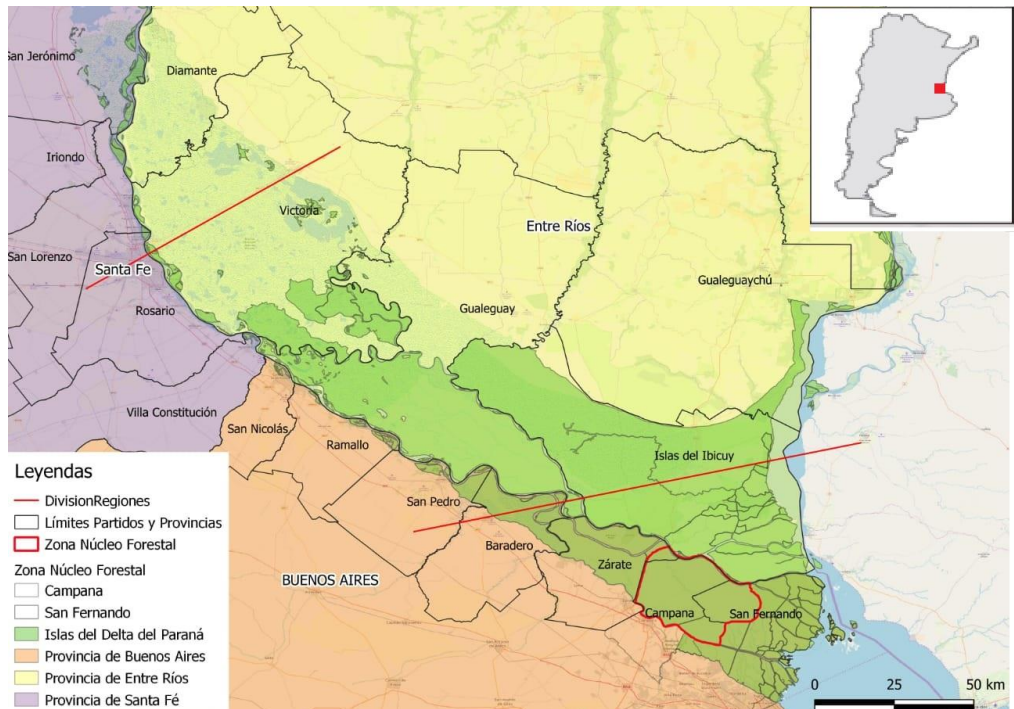 San Jerónimo
Diamante
Iriondo
Victoria
Entre Ríos
San Lorenzo
Santa Fe
Gualeguaychú
Rosario
Gualeguay
Villa Constitución
San Nicolás
Ramallo
Islas del Ibicuy
San Pedro
Baradero
Zárate
BUENOS AIRES
Campana
San Fernando
Leyendas
DivisionRegiones
Límites Partidos y Provincias
Zona Núcleo Forestal
Zona Núcleo Forestal
Campana
San Fernando
Islas del Delta del Paraná
Provincia de Buenos Aires
Provincia de Entre Ríos
Provincia de Santa Fé
0 25 50 km